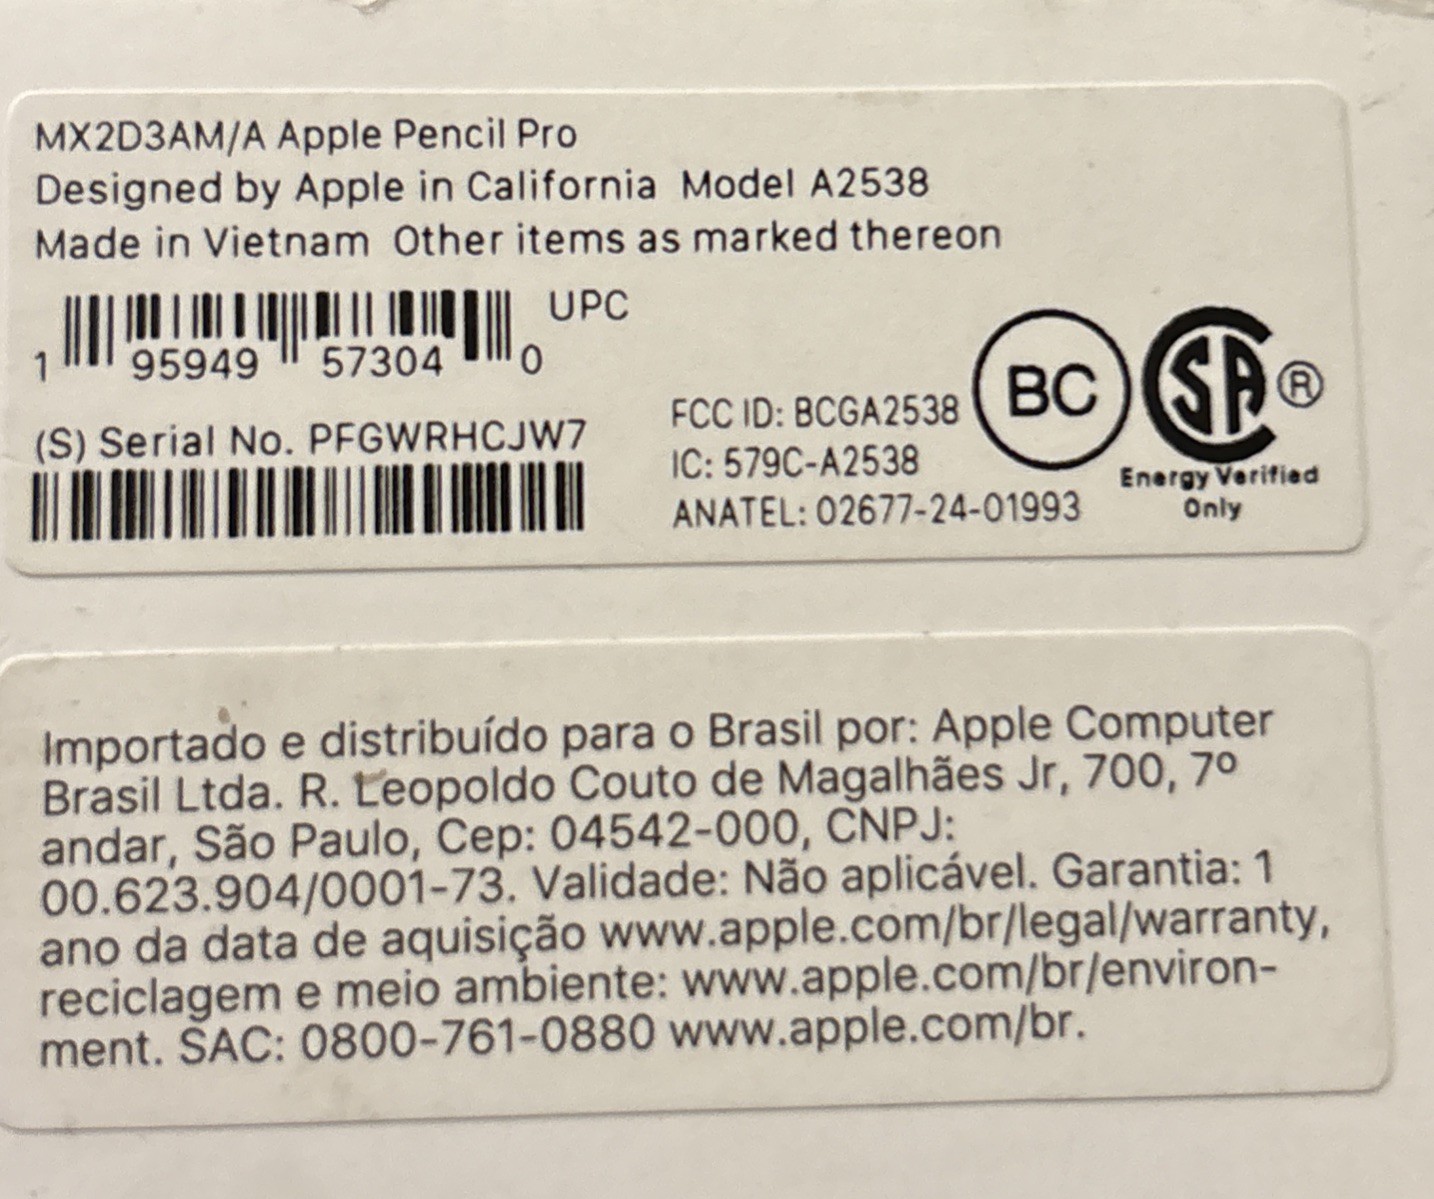 MX2D3AM/A Apple Pencil Pro
Designed by Apple in California Model A2538
Made in Vietnam Other items as marked thereon
UPC
1 95949 57304 0
(S) Serial No. PFGWRHCJW7
FCC ID: BCGA2538
IC: 579C-A2538
ANATEL: 02677-24-01993
BC
SA ®
Energy Verified
Only
Importado e distribuído para o Brasil por: Apple Computer
Brasil Ltda. R. Leopoldo Couto de Magalhães Jr, 700, 7º
andar, São Paulo, Cep: 04542-000, CNPJ:
00.623.904/0001-73. Validade: Não aplicável. Garantia: 1
ano da data de aquisição www.apple.com/br/legal/warranty,
reciclagem e meio ambiente: www.apple.com/br/environ-
ment. SAC: 0800-761-0880 www.apple.com/br.